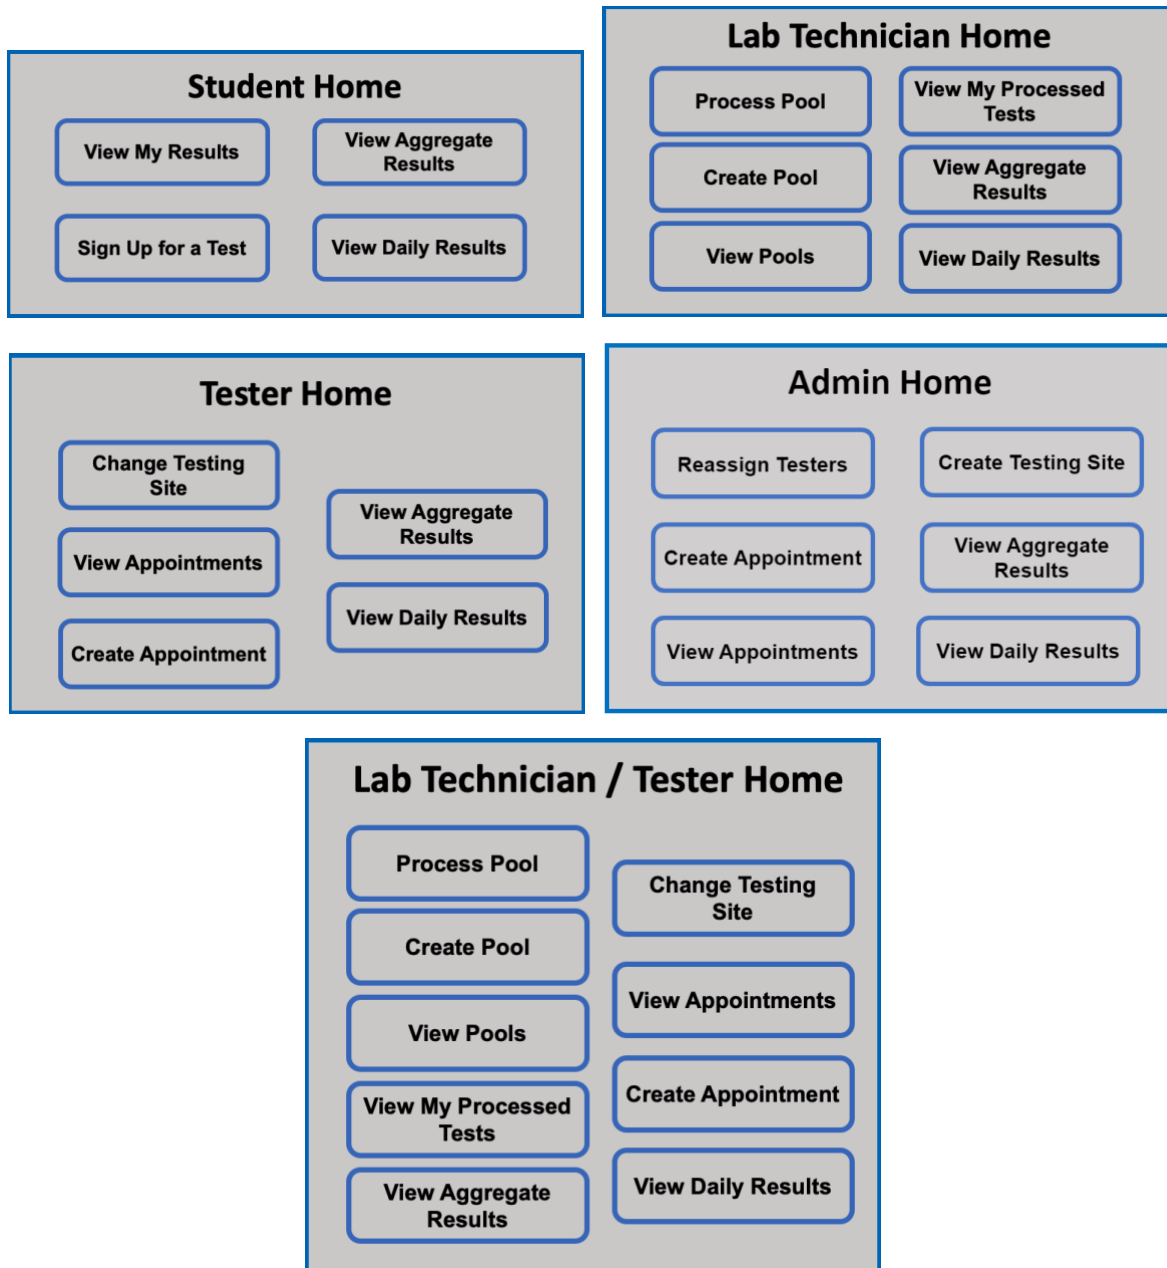 Student Home
View My Results
View Aggregate
Results
Sign Up for a Test
View Daily Results
Lab Technician Home
Process Pool
View My Processed
Tests
Create Pool
View Aggregate
Results
View Pools
View Daily Results
Tester Home
Change Testing
Site
View Appointments
Create Appointment
View Aggregate
Results
View Daily Results
Admin Home
Reassign Testers
Create Testing Site
Create Appointment
View Aggregate
Results
View Appointments
View Daily Results
Lab Technician / Tester Home
Process Pool
Create Pool
View Pools
View My Processed
Tests
View Aggregate
Results
Change Testing
Site
View Appointments
Create Appointment
View Daily Results